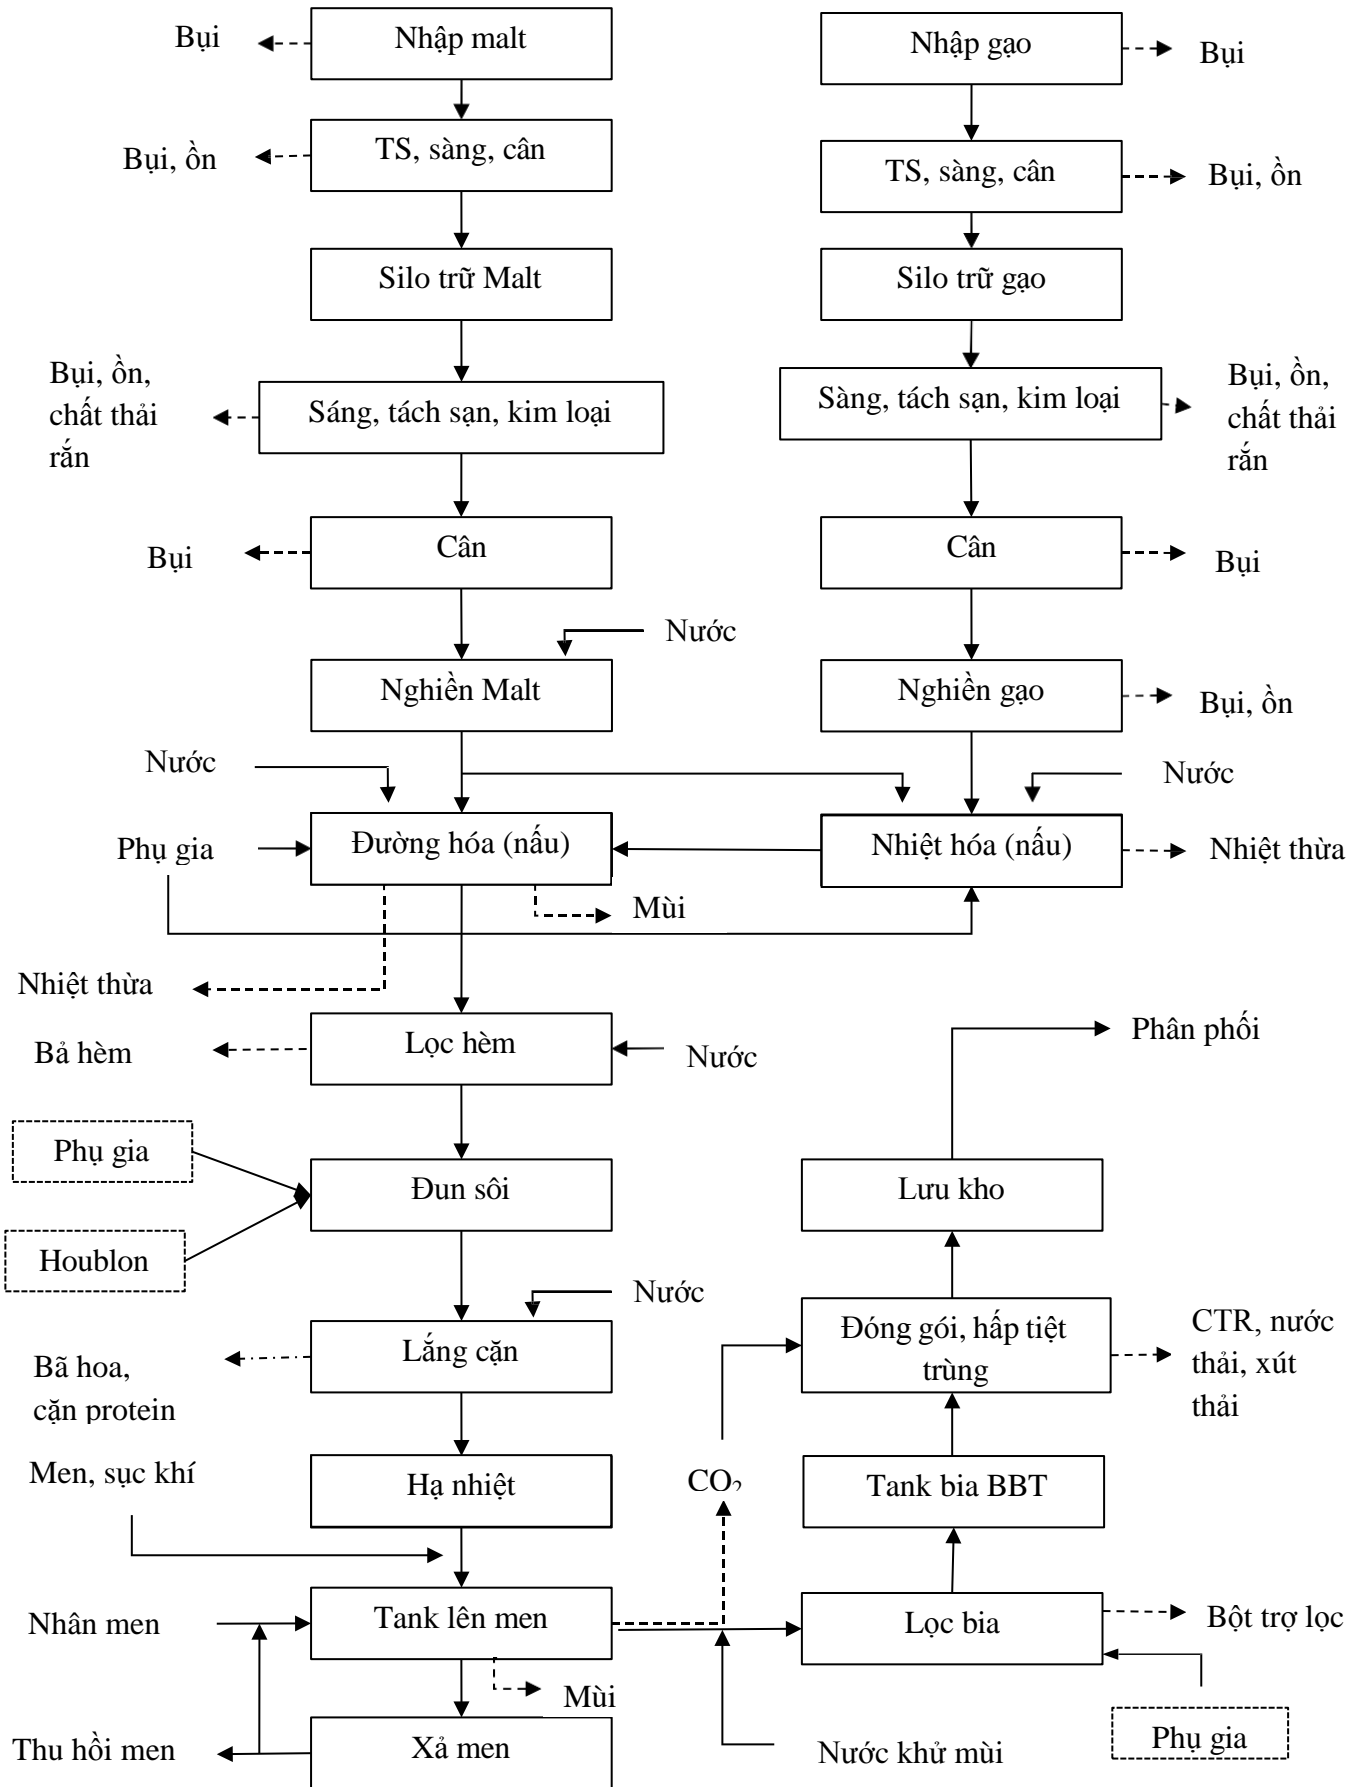 Bụi
Nhập malt
Nhập gạo
Bụi
Bụi, ồn
TS, sàng, cân
TS, sàng, cân
Bụi, ồn
Silo trữ Malt
Silo trữ gạo
Bụi, ồn,
chất thải
rắn
Sáng, tách sạn, kim loại
Sàng, tách sạn, kim loại
Bụi, ồn,
chất thải
rắn
Bụi
Cân
Cân
Bụi
Nước
Nghiền Malt
Nghiền gạo
Bụi, ồn
Nước
Nước
Phụ gia
Đường hóa (nấu)
Nhiệt hóa (nấu)
Nhiệt thừa
Mùi
Nhiệt thừa
Bả hèm
Lọc hèm
Nước
Phân phối
Phụ gia
Đun sôi
Lưu kho
Houblon
Nước
Lắng cặn
Đóng gói, hấp tiệt
trùng
CTR, nước
thải, xút
thải
Bã hoa,
cặn protein
Men, sục khí
Hạ nhiệt
CO2
Tank bia BBT
Nhân men
Tank lên men
Lọc bia
Bột trợ lọc
Mùi
Thu hồi men
Xả men
Nước khử mùi
Phụ gia